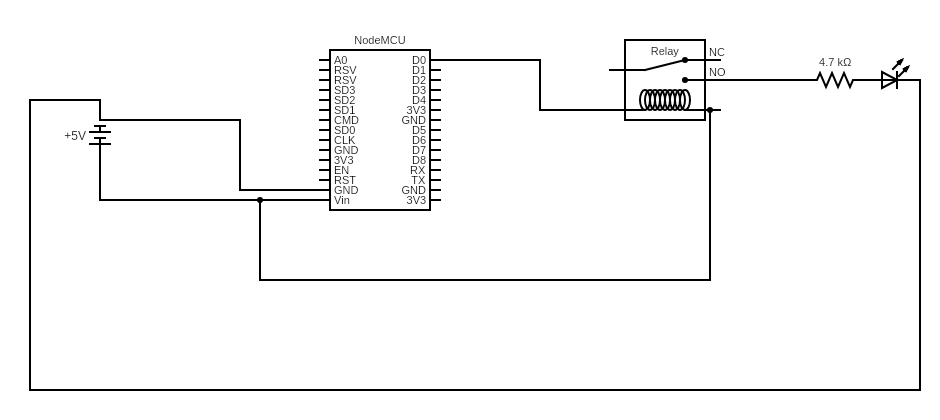 NodeMCU
A0
RSV
RSV
SD3
SD2
SD1
CMD
SD0
CLK
GND
3V3
EN
RST
GND
Vin
D0
D1
D2
D3
D4
3V3
GND
D5
D6
D7
D8
RX
TX
GND
3V3
+5V
Relay
NC
NO
4.7 kΩ